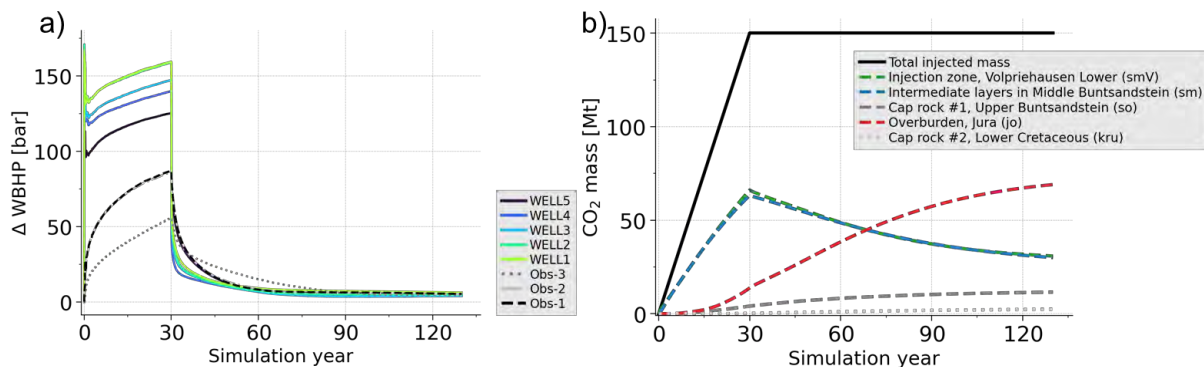 a)
Δ WBHP [bar]
150
100
50
0
0
30
60
90
120
Simulation year
WELL5
WELL4
WELL3
WELL2
WELL1
Obs-3
Obs-2
Obs-1
b)
CO₂ mass [Mt]
150
100
50
0
0
30
60
90
120
Simulation year
Total injected mass
Injection zone, Volpriehausen Lower (smV)
Intermediate layers in Middle Buntsandstein (sm)
Cap rock #1, Upper Buntsandstein (so)
Overburden, Jura (jo)
Cap rock #2, Lower Cretaceous (kru)